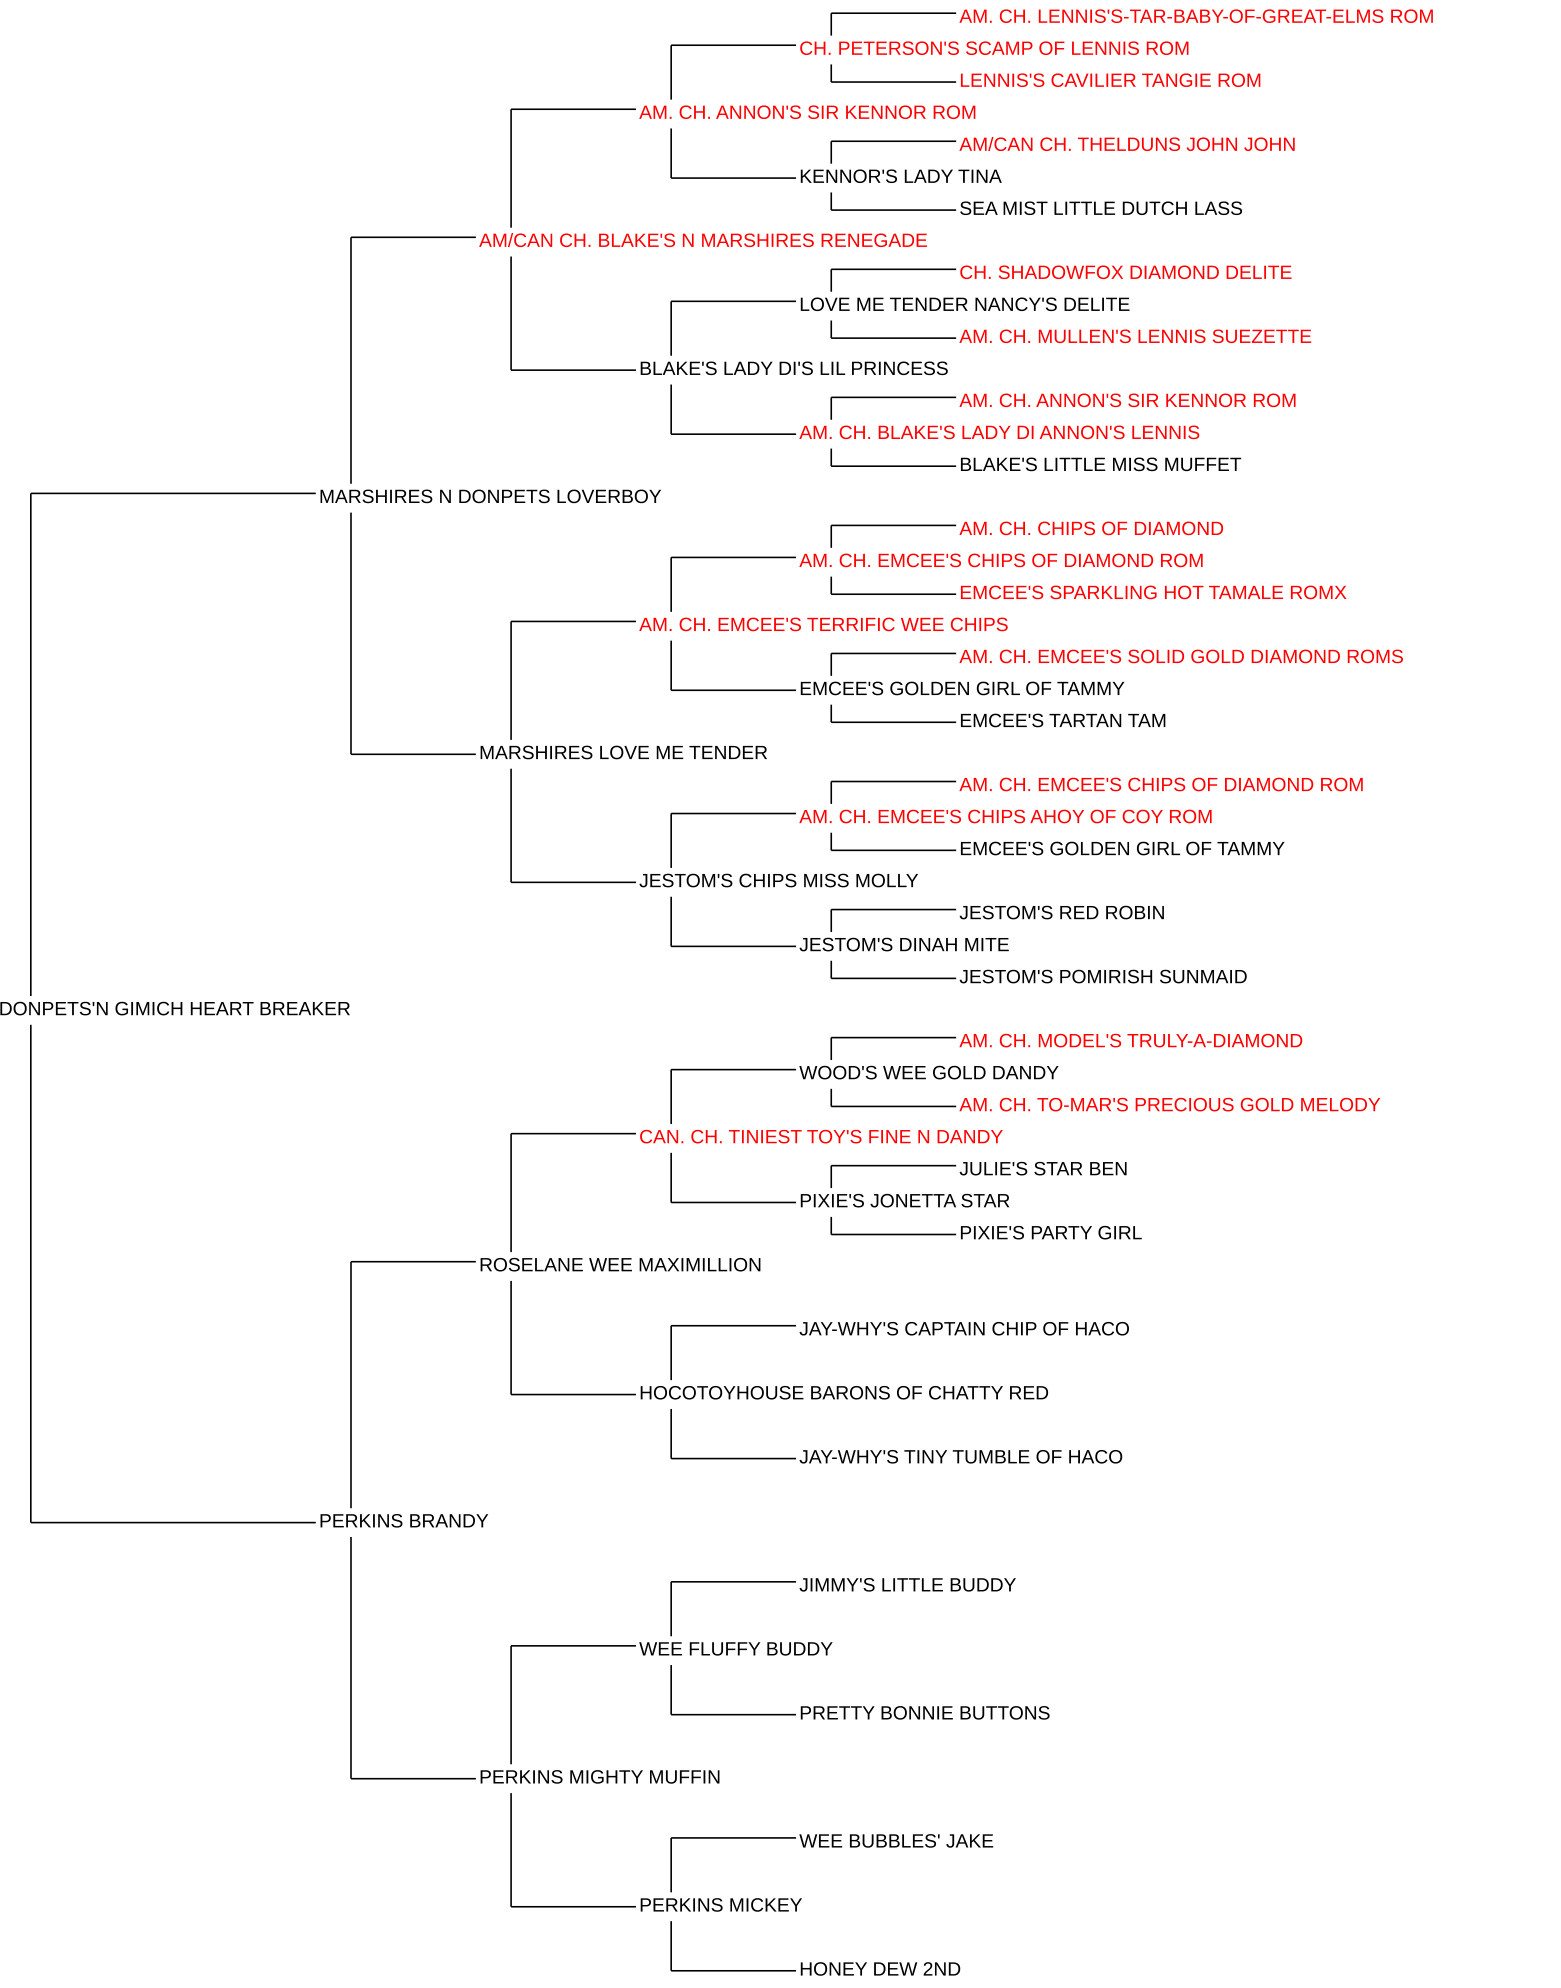 AM. CH. LENNIS'S-TAR-BABY-OF-GREAT-ELMS ROM
CH. PETERSON'S SCAMP OF LENNIS ROM
LENNIS'S CAVILIER TANGIE ROM
AM. CH. ANNON'S SIR KENNOR ROM
AM/CAN CH. THELDUNS JOHN JOHN
KENNOR'S LADY TINA
SEA MIST LITTLE DUTCH LASS
AM/CAN CH. BLAKE'S N MARSHIRES RENEGADE
CH. SHADOWFOX DIAMOND DELITE
LOVE ME TENDER NANCY'S DELITE
AM. CH. MULLEN'S LENNIS SUEZETTE
BLAKE'S LADY DI'S LIL PRINCESS
AM. CH. ANNON'S SIR KENNOR ROM
AM. CH. BLAKE'S LADY DI ANNON'S LENNIS
BLAKE'S LITTLE MISS MUFFET
MARSHIRES N DONPETS LOVERBOY
AM. CH. CHIPS OF DIAMOND
AM. CH. EMCEE'S CHIPS OF DIAMOND ROM
EMCEE'S SPARKLING HOT TAMALE ROMX
AM. CH. EMCEE'S TERRIFIC WEE CHIPS
AM. CH. EMCEE'S SOLID GOLD DIAMOND ROMS
EMCEE'S GOLDEN GIRL OF TAMMY
EMCEE'S TARTAN TAM
MARSHIRES LOVE ME TENDER
AM. CH. EMCEE'S CHIPS OF DIAMOND ROM
AM. CH. EMCEE'S CHIPS AHOY OF COY ROM
EMCEE'S GOLDEN GIRL OF TAMMY
JESTOM'S CHIPS MISS MOLLY
JESTOM'S RED ROBIN
JESTOM'S DINAH MITE
JESTOM'S POMIRISH SUNMAID
DONPETS'N GIMICH HEART BREAKER
AM. CH. MODEL'S TRULY-A-DIAMOND
WOOD'S WEE GOLD DANDY
AM. CH. TO-MAR'S PRECIOUS GOLD MELODY
CAN. CH. TINIEST TOY'S FINE N DANDY
JULIE'S STAR BEN
PIXIE'S JONETTA STAR
PIXIE'S PARTY GIRL
ROSELANE WEE MAXIMILLION
JAY-WHY'S CAPTAIN CHIP OF HACO
HOCOTOYHOUSE BARONS OF CHATTY RED
JAY-WHY'S TINY TUMBLE OF HACO
PERKINS BRANDY
JIMMY'S LITTLE BUDDY
WEE FLUFFY BUDDY
PRETTY BONNIE BUTTONS
PERKINS MIGHTY MUFFIN
WEE BUBBLES' JAKE
PERKINS MICKEY
HONEY DEW 2ND